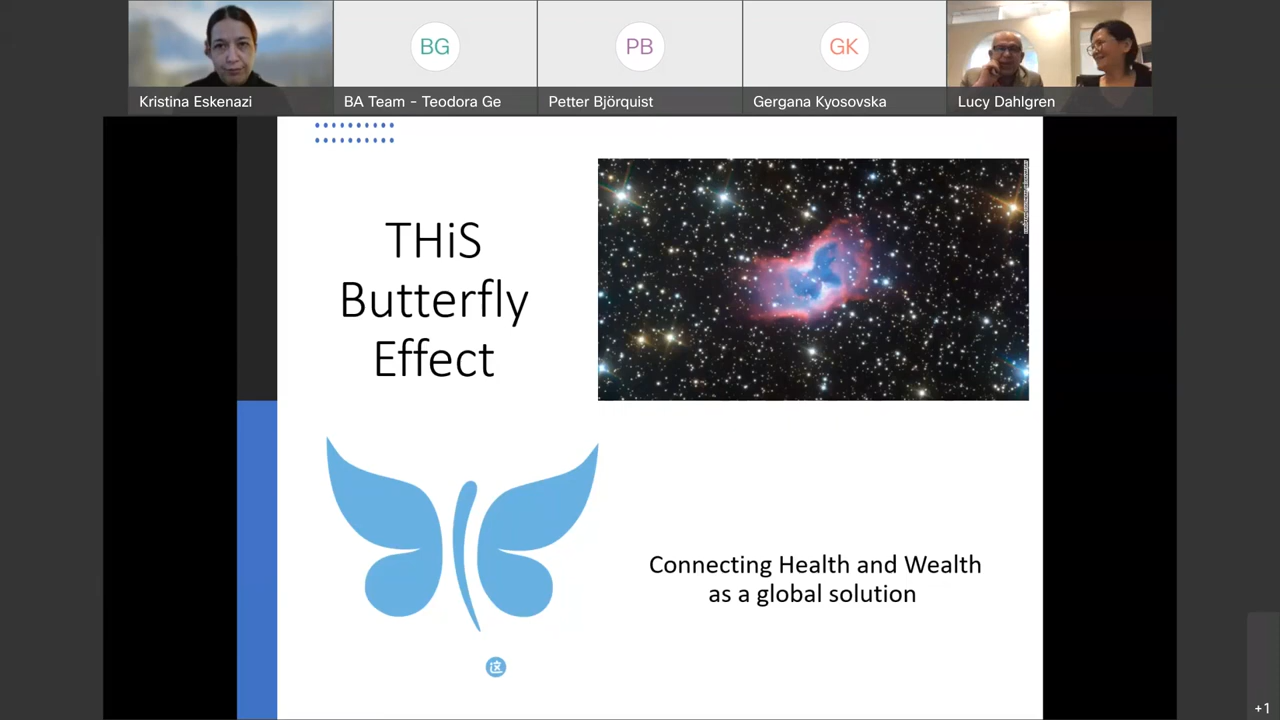 BG
PB
GK
Kristina Eskenazi
BA Team - Teodora Ge
Petter Björquist
Gergana Kyosovska
Lucy Dahlgren
THiS
Butterfly
Effect
Connecting Health and Wealth
as a global solution
这
+1